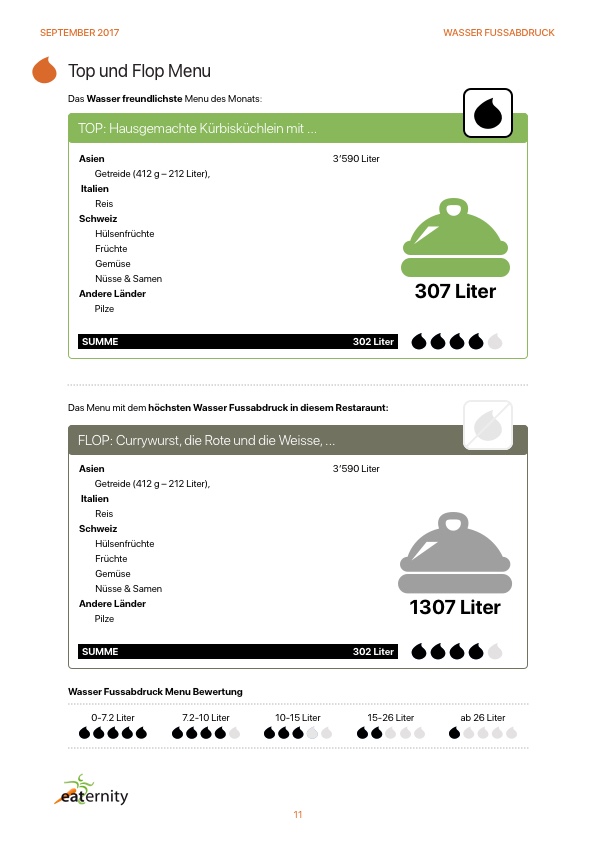 SEPTEMBER 2017
WASSER FUSSABDRUCK
Top und Flop Menu
Das Wasser freundlichste Menu des Monats:
TOP: Hausgemachte Kürbisküchlein mit ...
Asien 3‘590 Liter
Getreide (412 g – 212 Liter),
Italien
Reis
Schweiz
Hülsenfrüchte
Früchte
Gemüse
Nüsse & Samen
Andere Länder
Pilze
307 Liter
SUMME 302 Liter
Das Menu mit dem höchsten Wasser Fussabdruck in diesem Restaraunt:
FLOP: Currywurst, die Rote und die Weisse, ...
Asien 3‘590 Liter
Getreide (412 g – 212 Liter),
Italien
Reis
Schweiz
Hülsenfrüchte
Früchte
Gemüse
Nüsse & Samen
Andere Länder
Pilze
1307 Liter
SUMME 302 Liter
Wasser Fussabdruck Menu Bewertung
0-7.2 Liter 7.2-10 Liter 10-15 Liter 15-26 Liter ab 26 Liter
eaternity
11